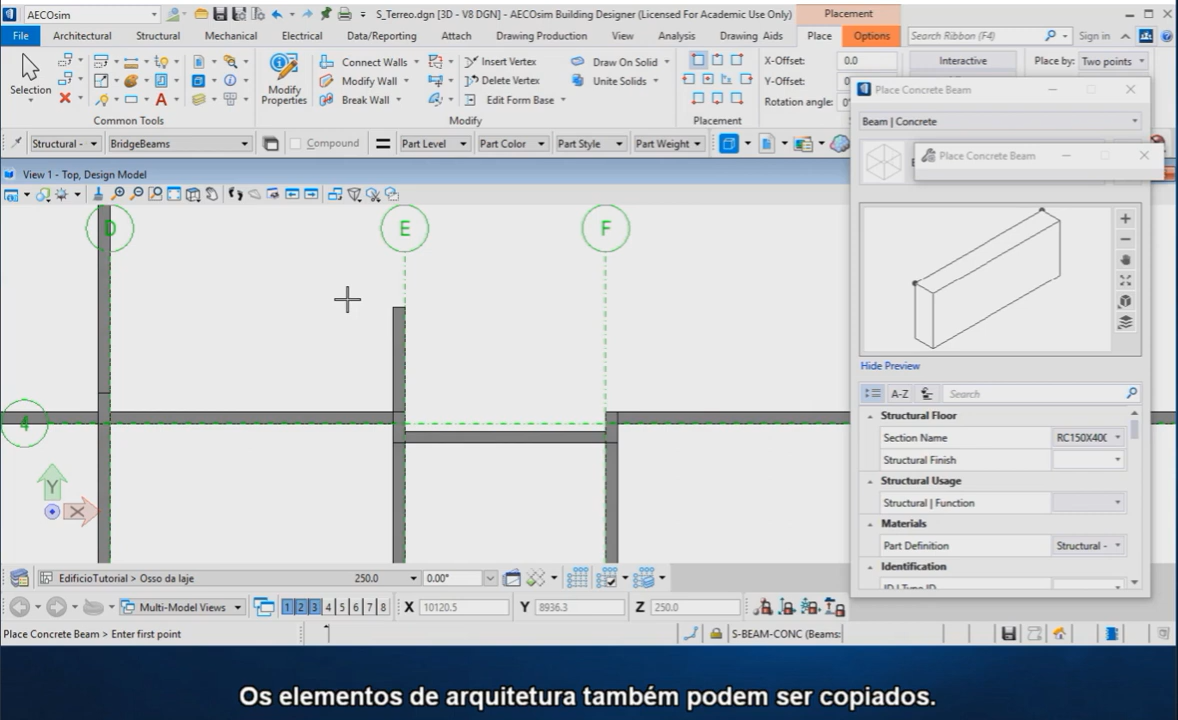 AECOsim
S_Terreo.dgn [3D - V8 DGN] - AECOsim Building Designer (Licensed For Academic Use Only)
Placement
File Architectural Structural Mechanical Electrical Data/Reporting Attach Drawing Production View Analysis Drawing Aids Place Options Search Ribbon (F4) Sign in
Selection
Modify Properties
Connect Walls
Modify Wall
Break Wall
Insert Vertex
Delete Vertex
Edit Form Base
Draw On Solid
Unite Solids
X-Offset: 0.0
Y-Offset:
Rotation angle:
Interactive
Place by: Two points
Common Tools
Modify
Placement
Structural - BridgeBeams Compound Part Level Part Color Part Style Part Weight
View 1 - Top, Design Model
D
E
F
4
Y
X
Place Concrete Beam
Beam | Concrete
Place Concrete Beam
Hide Preview
A-Z
Search
Structural Floor
Section Name RC150X40
Structural Finish
Structural Usage
Structural | Function
Materials
Part Definition Structural -
Identification
EdificioTutorial > Osso da laje 250.0 0.00°
Multi-Model Views 1 2 3 4 5 6 7 8 X 10120.5 Y 8936.3 Z 250.0
Place Concrete Beam > Enter first point
S-BEAM-CONC (Beams:
Os elementos de arquitetura também podem ser copiados.